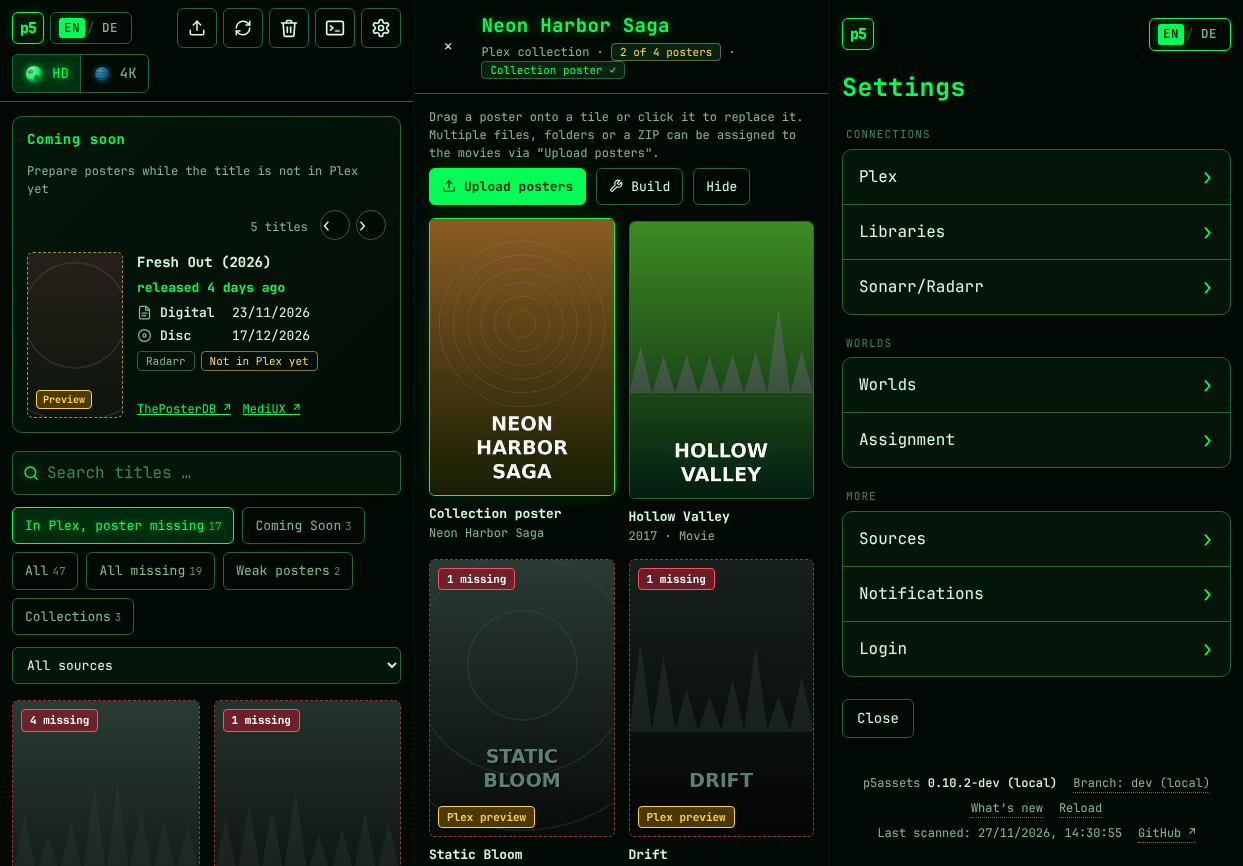 p5 EN / DE
HD 4K
Coming soon
Prepare posters while the title is not in Plex
yet
5 titles ‹ ›
Fresh Out (2026)
released 4 days ago
Digital 23/11/2026
Disc 17/12/2026
Radarr Not in Plex yet
Preview
ThePosterDB ↗ MediUX ↗
Search titles …
In Plex, poster missing 17 Coming Soon 3
All 47 All missing 19 Weak posters 2
Collections 3
All sources
4 missing 1 missing
×
Neon Harbor Saga
Plex collection · 2 of 4 posters ·
Collection poster ✓
Drag a poster onto a tile or click it to replace it.
Multiple files, folders or a ZIP can be assigned to
the movies via “Upload posters”.
Upload posters Build Hide
NEON
HARBOR
SAGA
HOLLOW
VALLEY
Collection poster
Neon Harbor Saga
Hollow Valley
2017 · Movie
1 missing 1 missing
STATIC
BLOOM
DRIFT
Plex preview Plex preview
Static Bloom Drift
p5 EN / DE
Settings
CONNECTIONS
Plex ›
Libraries ›
Sonarr/Radarr ›
WORLDS
Worlds ›
Assignment ›
MORE
Sources ›
Notifications ›
Login ›
Close
p5assets 0.10.2-dev (local) Branch: dev (local)
What's new Reload
Last scanned: 27/11/2026, 14:30:55 GitHub ↗